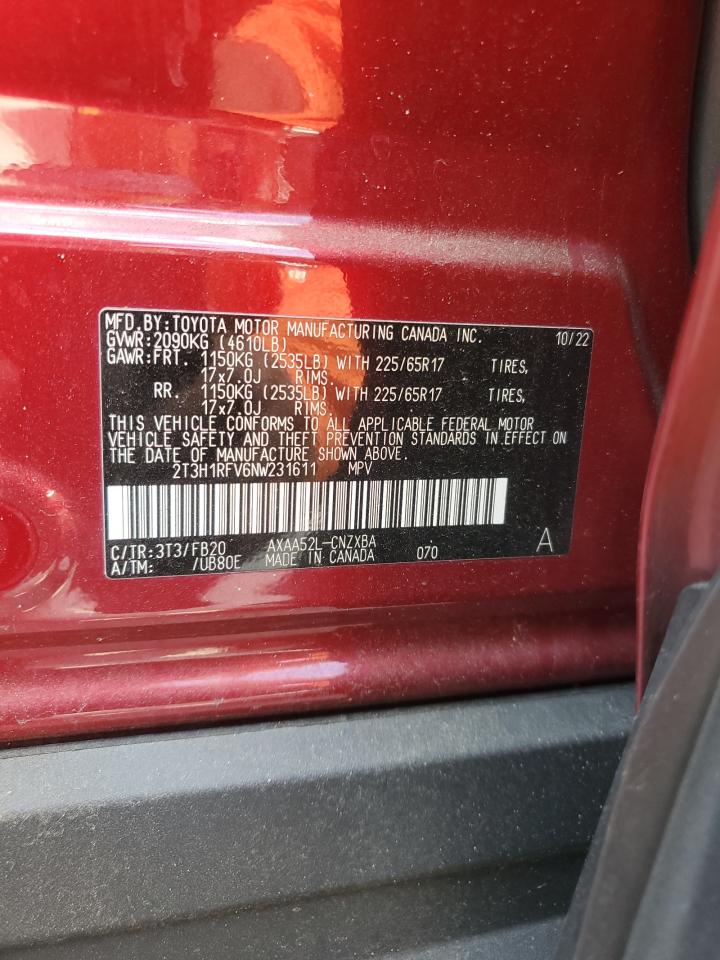 MFD.BY:TOYOTA MOTOR MANUFACTURING CANADA INC. 10/22
GVWR:2090KG (4610LB)
GAWR:FRT. 1150KG (2535LB) WITH 225/65R17 TIRES,
17x7.0J RIMS.
RR. 1150KG (2535LB) WITH 225/65R17 TIRES,
17x7.0J RIMS.
THIS VEHICLE CONFORMS TO ALL APPLICABLE FEDERAL MOTOR
VEHICLE SAFETY AND THEFT PREVENTION STANDARDS IN EFFECT ON
THE DATE OF MANUFACTURE SHOWN ABOVE.
2T3H1RFV6NW231611 MPV
C/TR:3T3/FB20 AXAA52L-CNZXBA
A/TM: /UB80E MADE IN CANADA 070 A